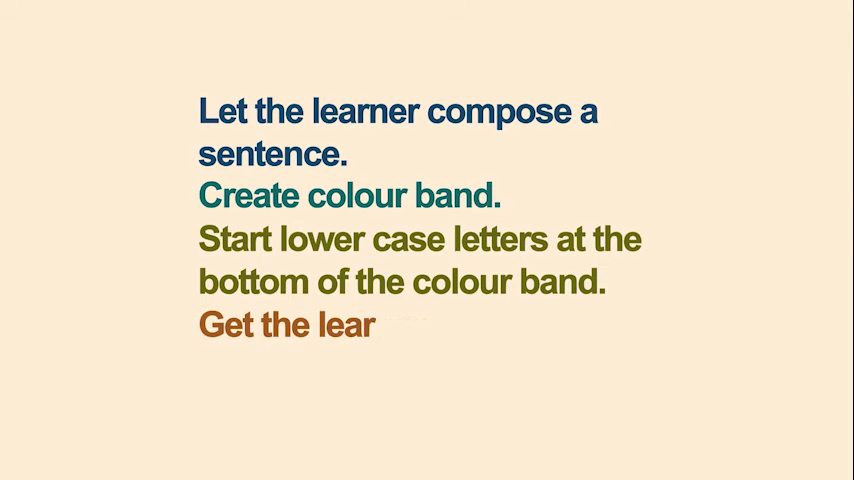 Let the learner compose a
sentence.
Create colour band.
Start lower case letters at the
bottom of the colour band.
Get the lear